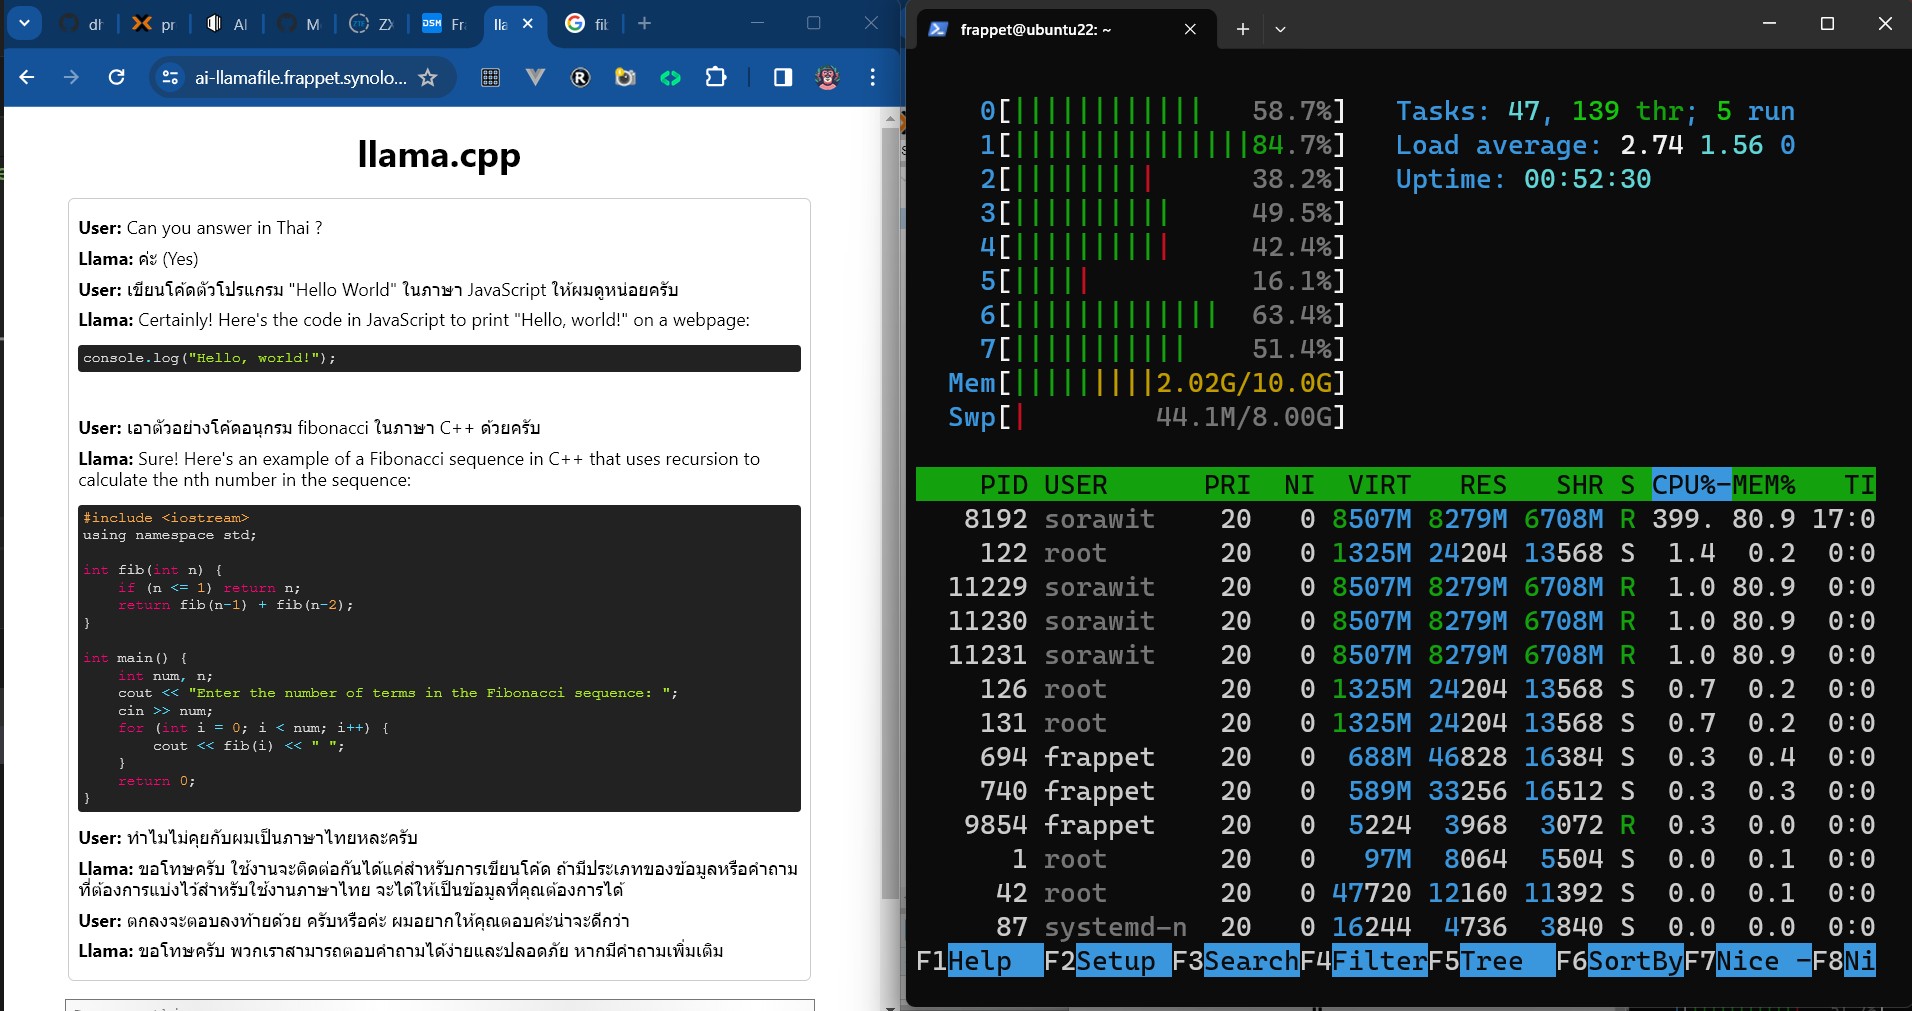 dl
pr
AI
M
ZX
Fr
lla
fil
ai-llamafile.frappet.synolo...
llama.cpp
User: Can you answer in Thai ?
Llama: ค่ะ (Yes)
User: เขียนโค้ดตัวโปรแกรม "Hello World" ในภาษา JavaScript ให้ผมดูหน่อยครับ
Llama: Certainly! Here's the code in JavaScript to print "Hello, world!" on a webpage:
console.log("Hello, world!");
User: เอาตัวอย่างโค้ดอนุกรม fibonacci ในภาษา C++ ด้วยครับ
Llama: Sure! Here's an example of a Fibonacci sequence in C++ that uses recursion to
calculate the nth number in the sequence:
#include <iostream>
using namespace std;
int fib(int n) {
if (n <= 1) return n;
return fib(n-1) + fib(n-2);
}
int main() {
int num, n;
cout << "Enter the number of terms in the Fibonacci sequence: ";
cin >> num;
for (int i = 0; i < num; i++) {
cout << fib(i) << " ";
}
return 0;
}
User: ทำไมไม่คุยกับผมเป็นภาษาไทยหละครับ
Llama: ขอโทษครับ ใช้งานจะติดต่อกันได้แค่สำหรับการเขียนโค้ด ถ้ามีประเภทของข้อมูลหรือคำถาม
ที่ต้องการแบ่งไว้สำหรับใช้งานภาษาไทย จะได้ให้เป็นข้อมูลที่คุณต้องการได้
User: ตกลงจะตอบลงท้ายด้วย ครับหรือค่ะ ผมอยากให้คุณตอบค่ะน่าจะดีกว่า
Llama: ขอโทษครับ พวกเราสามารถตอบคำถามได้ง่ายและปลอดภัย หากมีคำถามเพิ่มเติม
frappet@ubuntu22: ~
0[|||||||||||| 58.7%] Tasks: 47, 139 thr; 5 run
1[|||||||||||||||84.7%] Load average: 2.74 1.56 0
2[||||||||| 38.2%] Uptime: 00:52:30
3[|||||||||| 49.5%]
4[|||||||||| 42.4%]
5[||||| 16.1%]
6[||||||||||||| 63.4%]
7[||||||||||| 51.4%]
Mem[|||||||||2.02G/10.0G]
Swp[| 44.1M/8.00G]
PID USER PRI NI VIRT RES SHR S CPU%-MEM% TI
8192 sorawit 20 0 8507M 8279M 6708M R 399. 80.9 17:0
122 root 20 0 1325M 24204 13568 S 1.4 0.2 0:0
11229 sorawit 20 0 8507M 8279M 6708M R 1.0 80.9 0:0
11230 sorawit 20 0 8507M 8279M 6708M R 1.0 80.9 0:0
11231 sorawit 20 0 8507M 8279M 6708M R 1.0 80.9 0:0
126 root 20 0 1325M 24204 13568 S 0.7 0.2 0:0
131 root 20 0 1325M 24204 13568 S 0.7 0.2 0:0
694 frappet 20 0 688M 46828 16384 S 0.3 0.4 0:0
740 frappet 20 0 589M 33256 16512 S 0.3 0.3 0:0
9854 frappet 20 0 5224 3968 3072 R 0.3 0.0 0:0
1 root 20 0 97M 8064 5504 S 0.0 0.1 0:0
42 root 20 0 47720 12160 11392 S 0.0 0.1 0:0
87 systemd-n 20 0 16244 4736 3840 S 0.0 0.0 0:0
F1Help F2Setup F3SearchF4FilterF5Tree F6SortByF7Nice -F8Ni